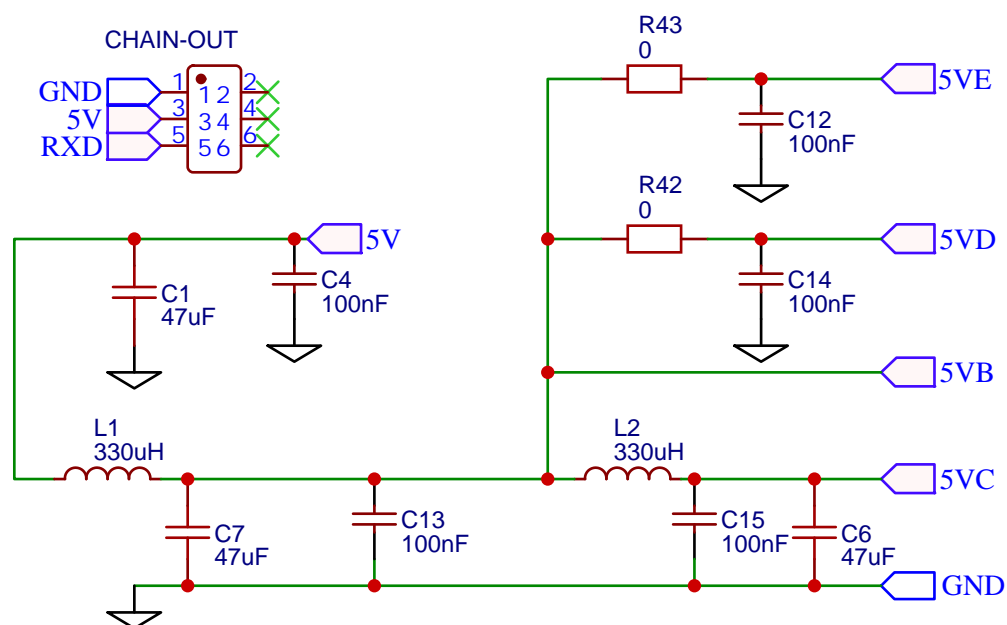 CHAIN-OUT
GND 1 1 2 2
5V 3 3 4 4
RXD 5 5 6 6
R43
0
5VE
C12
100nF
R42
0
5V
5VD
C1
47uF
C4
100nF
C14
100nF
5VB
L1
330uH
L2
330uH
5VC
C7
47uF
C13
100nF
C15
100nF
C6
47uF
GND